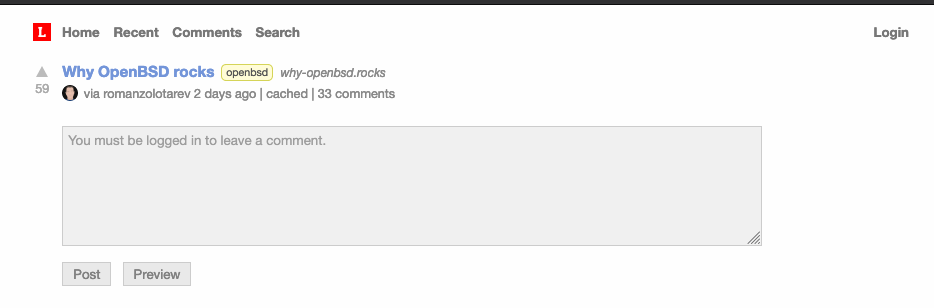 L Home Recent Comments Search Login
Why OpenBSD rocks openbsd why-openbsd.rocks
59 via romanzolotarev 2 days ago | cached | 33 comments
You must be logged in to leave a comment.
Post Preview